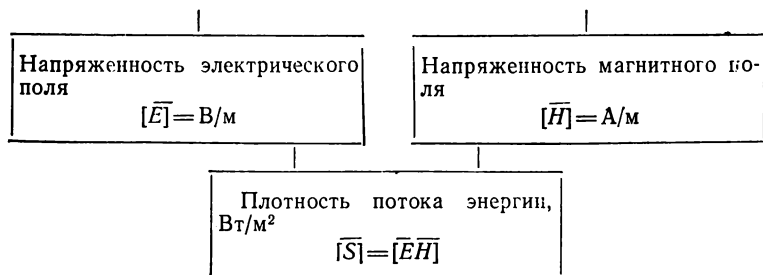 Напряженность электрического
поля
[E̅] = В/м
Напряженность магнитного по-
ля
[H̅] = А/м
Плотность потока энергии,
Вт/м²
[S̅] = [E̅H̅]